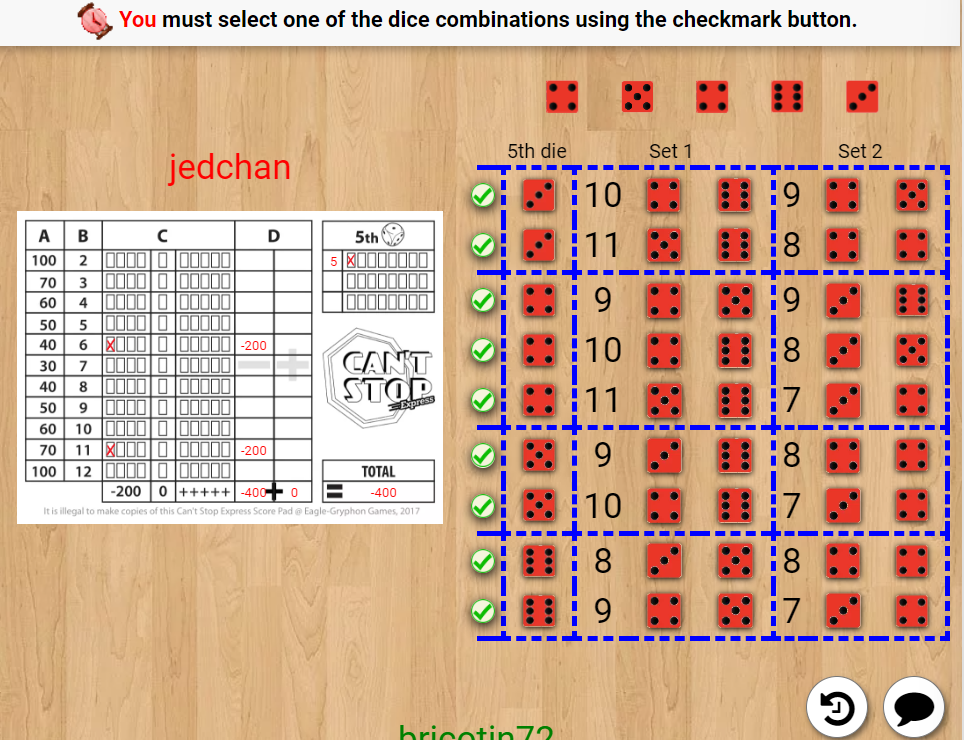 You must select one of the dice combinations using the checkmark button.
jedchan
5th die Set 1 Set 2
A B C D 5th
100 2 5 X
70 3
60 4
50 5
40 6 X -200
30 7
40 8
50 9
60 10
70 11 X -200
100 12 TOTAL
-200 0 +++++ -400 + 0 = -400
CAN'T
STOP
Express
It is illegal to make copies of this Can't Stop Express Score Pad @ Eagle-Gryphon Games, 2017
10 9
11 8
9 9
10 8
11 7
9 8
10 7
8 8
9 7
bricotin72